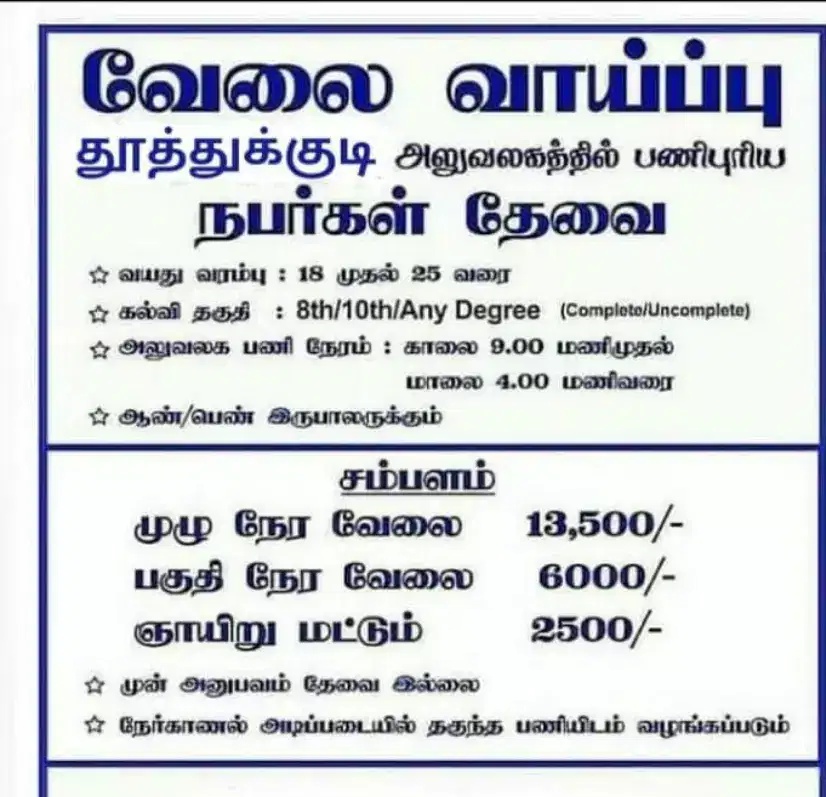 வேலை வாய்ப்பு
தூத்துக்குடி அலுவலகத்தில் பணிபுரிய
நபர்கள் தேவை
☆ வயது வரம்பு : 18 முதல் 25 வரை
☆ கல்வி தகுதி : 8th/10th/Any Degree (Complete/Uncomplete)
☆ அலுவலக பணி நேரம் : காலை 9.00 மணிமுதல்
மாலை 4.00 மணிவரை
☆ ஆண்/பெண் இருபாலருக்கும்
சம்பளம்
முழு நேர வேலை 13,500/-
பகுதி நேர வேலை 6000/-
ஞாயிறு மட்டும் 2500/-
☆ முன் அனுபவம் தேவை இல்லை
☆ நேர்காணல் அடிப்படையில் தகுந்த பணியிடம் வழங்கப்படும்